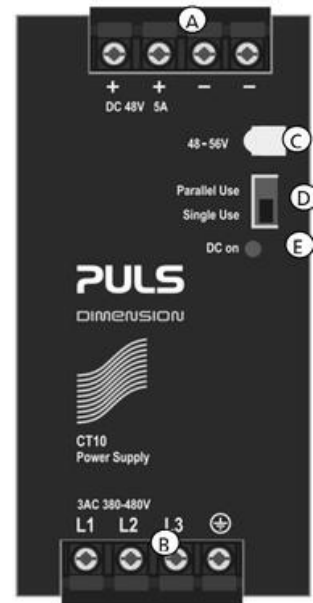 A
+ + – –
DC 48V 5A
48-56V C
Parallel Use
Single Use
D
DC on E
PULS
DIMENSION
CT10
Power Supply
3AC 380-480V
L1 L2 L3
B